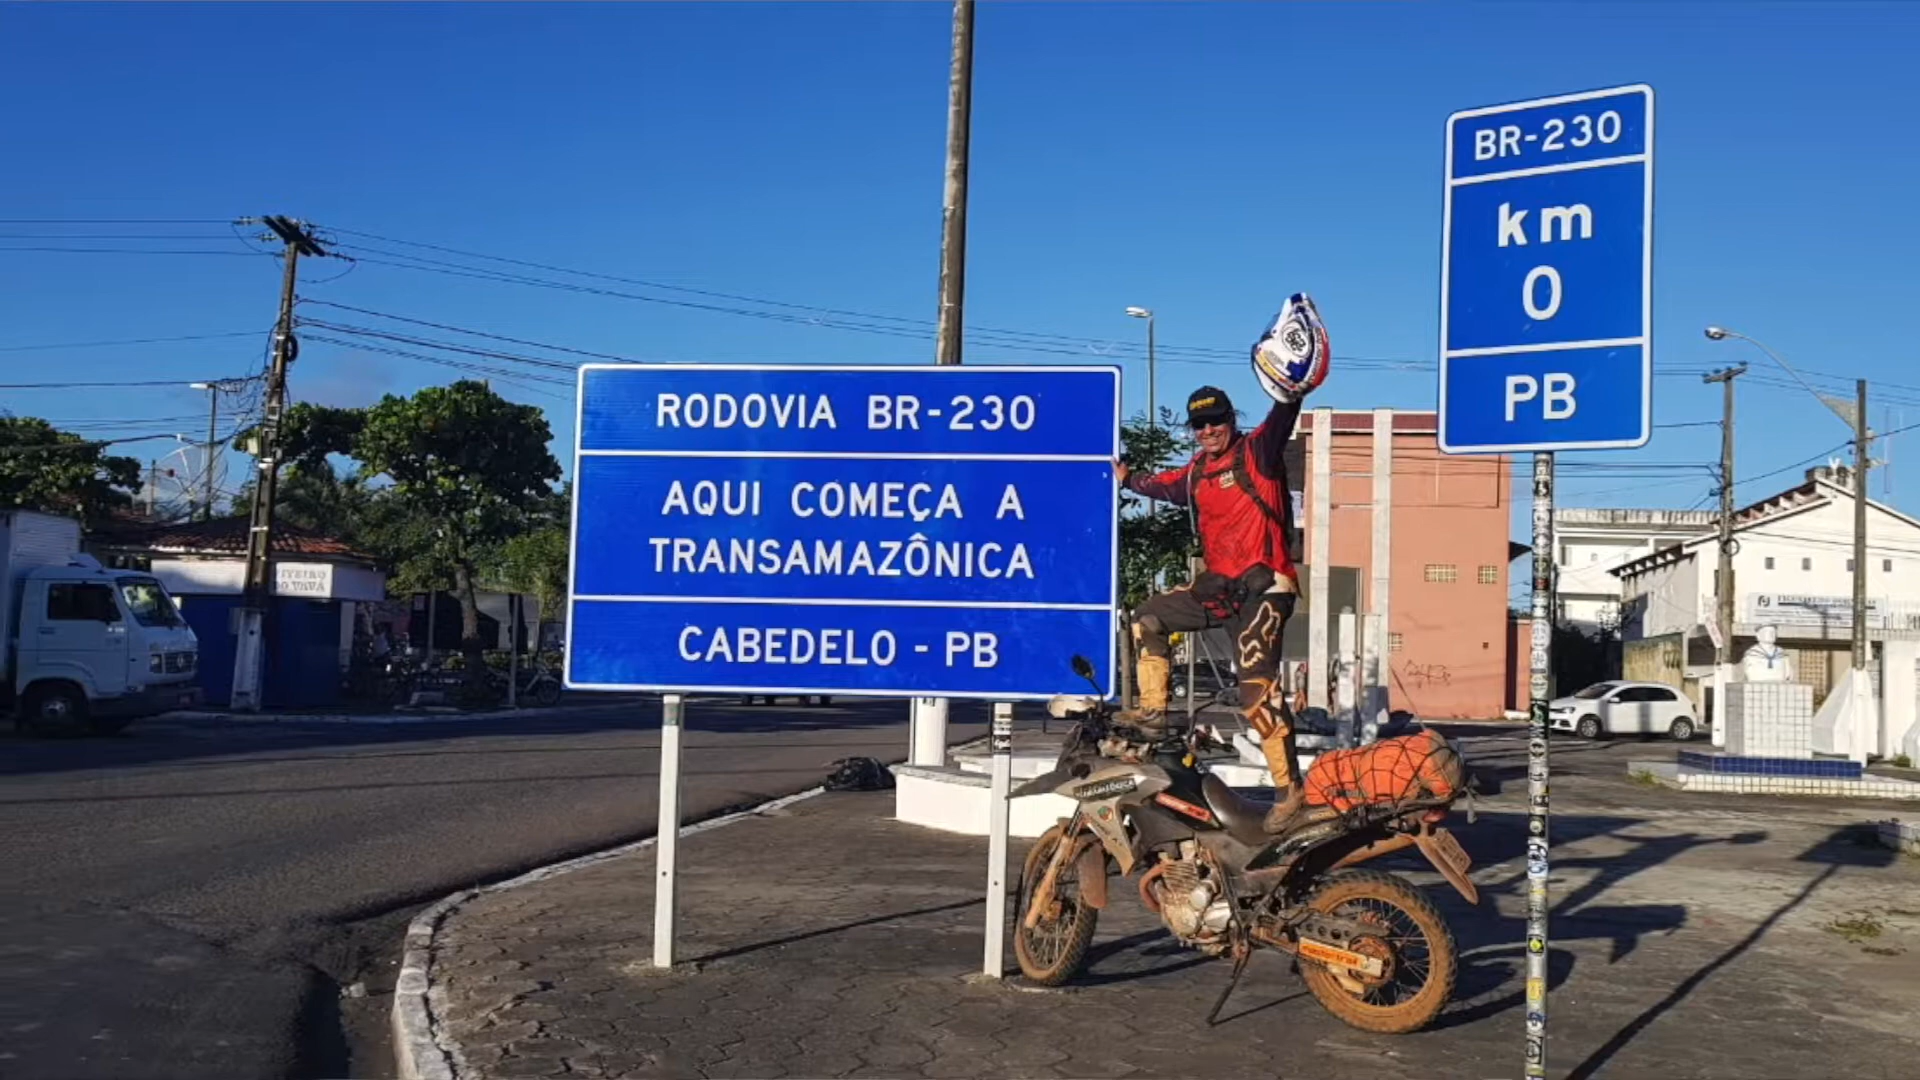 RODOVIA BR-230
AQUI COMEÇA A
TRANSAMAZÔNICA
CABEDELO - PB
BR-230
km
0
PB